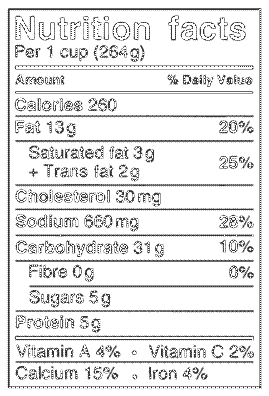 Nutrition facts
Per 1 cup (264g)
Amount % Daily Value
Calories 260
Fat 13g 20%
Saturated fat 3g
+ Trans fat 2g 25%
Cholesterol 30mg
Sodium 660mg 28%
Carbohydrate 31g 10%
Fibre 0g 0%
Sugars 5g
Protein 5g
Vitamin A 4% • Vitamin C 2%
Calcium 15% • Iron 4%